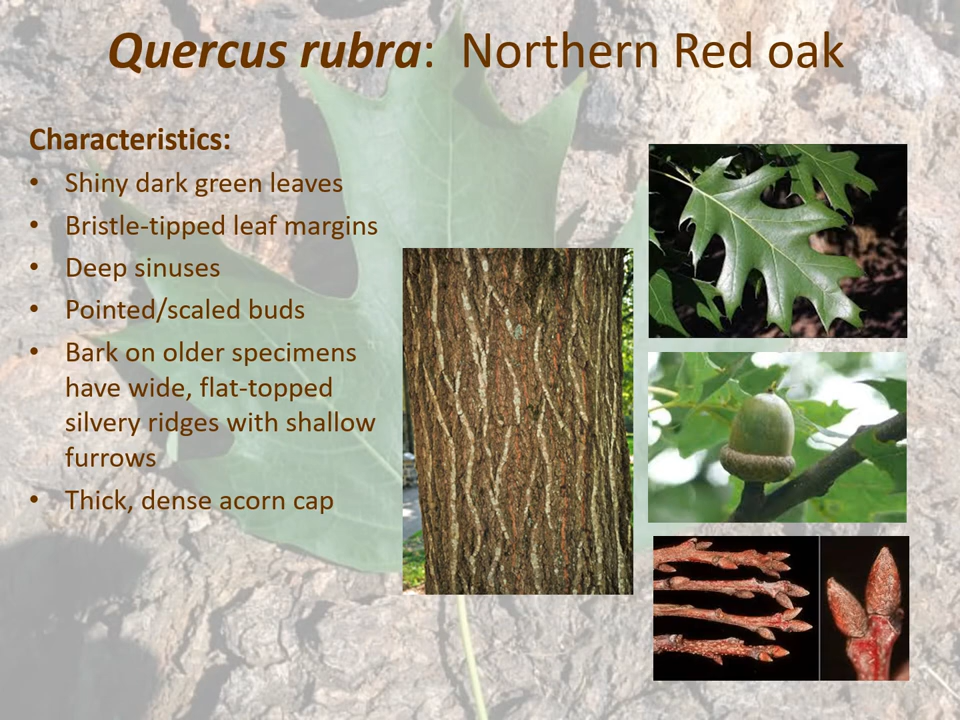 Quercus rubra: Northern Red oak
Characteristics:
• Shiny dark green leaves
• Bristle-tipped leaf margins
• Deep sinuses
• Pointed/scaled buds
• Bark on older specimens
have wide, flat-topped
silvery ridges with shallow
furrows
• Thick, dense acorn cap